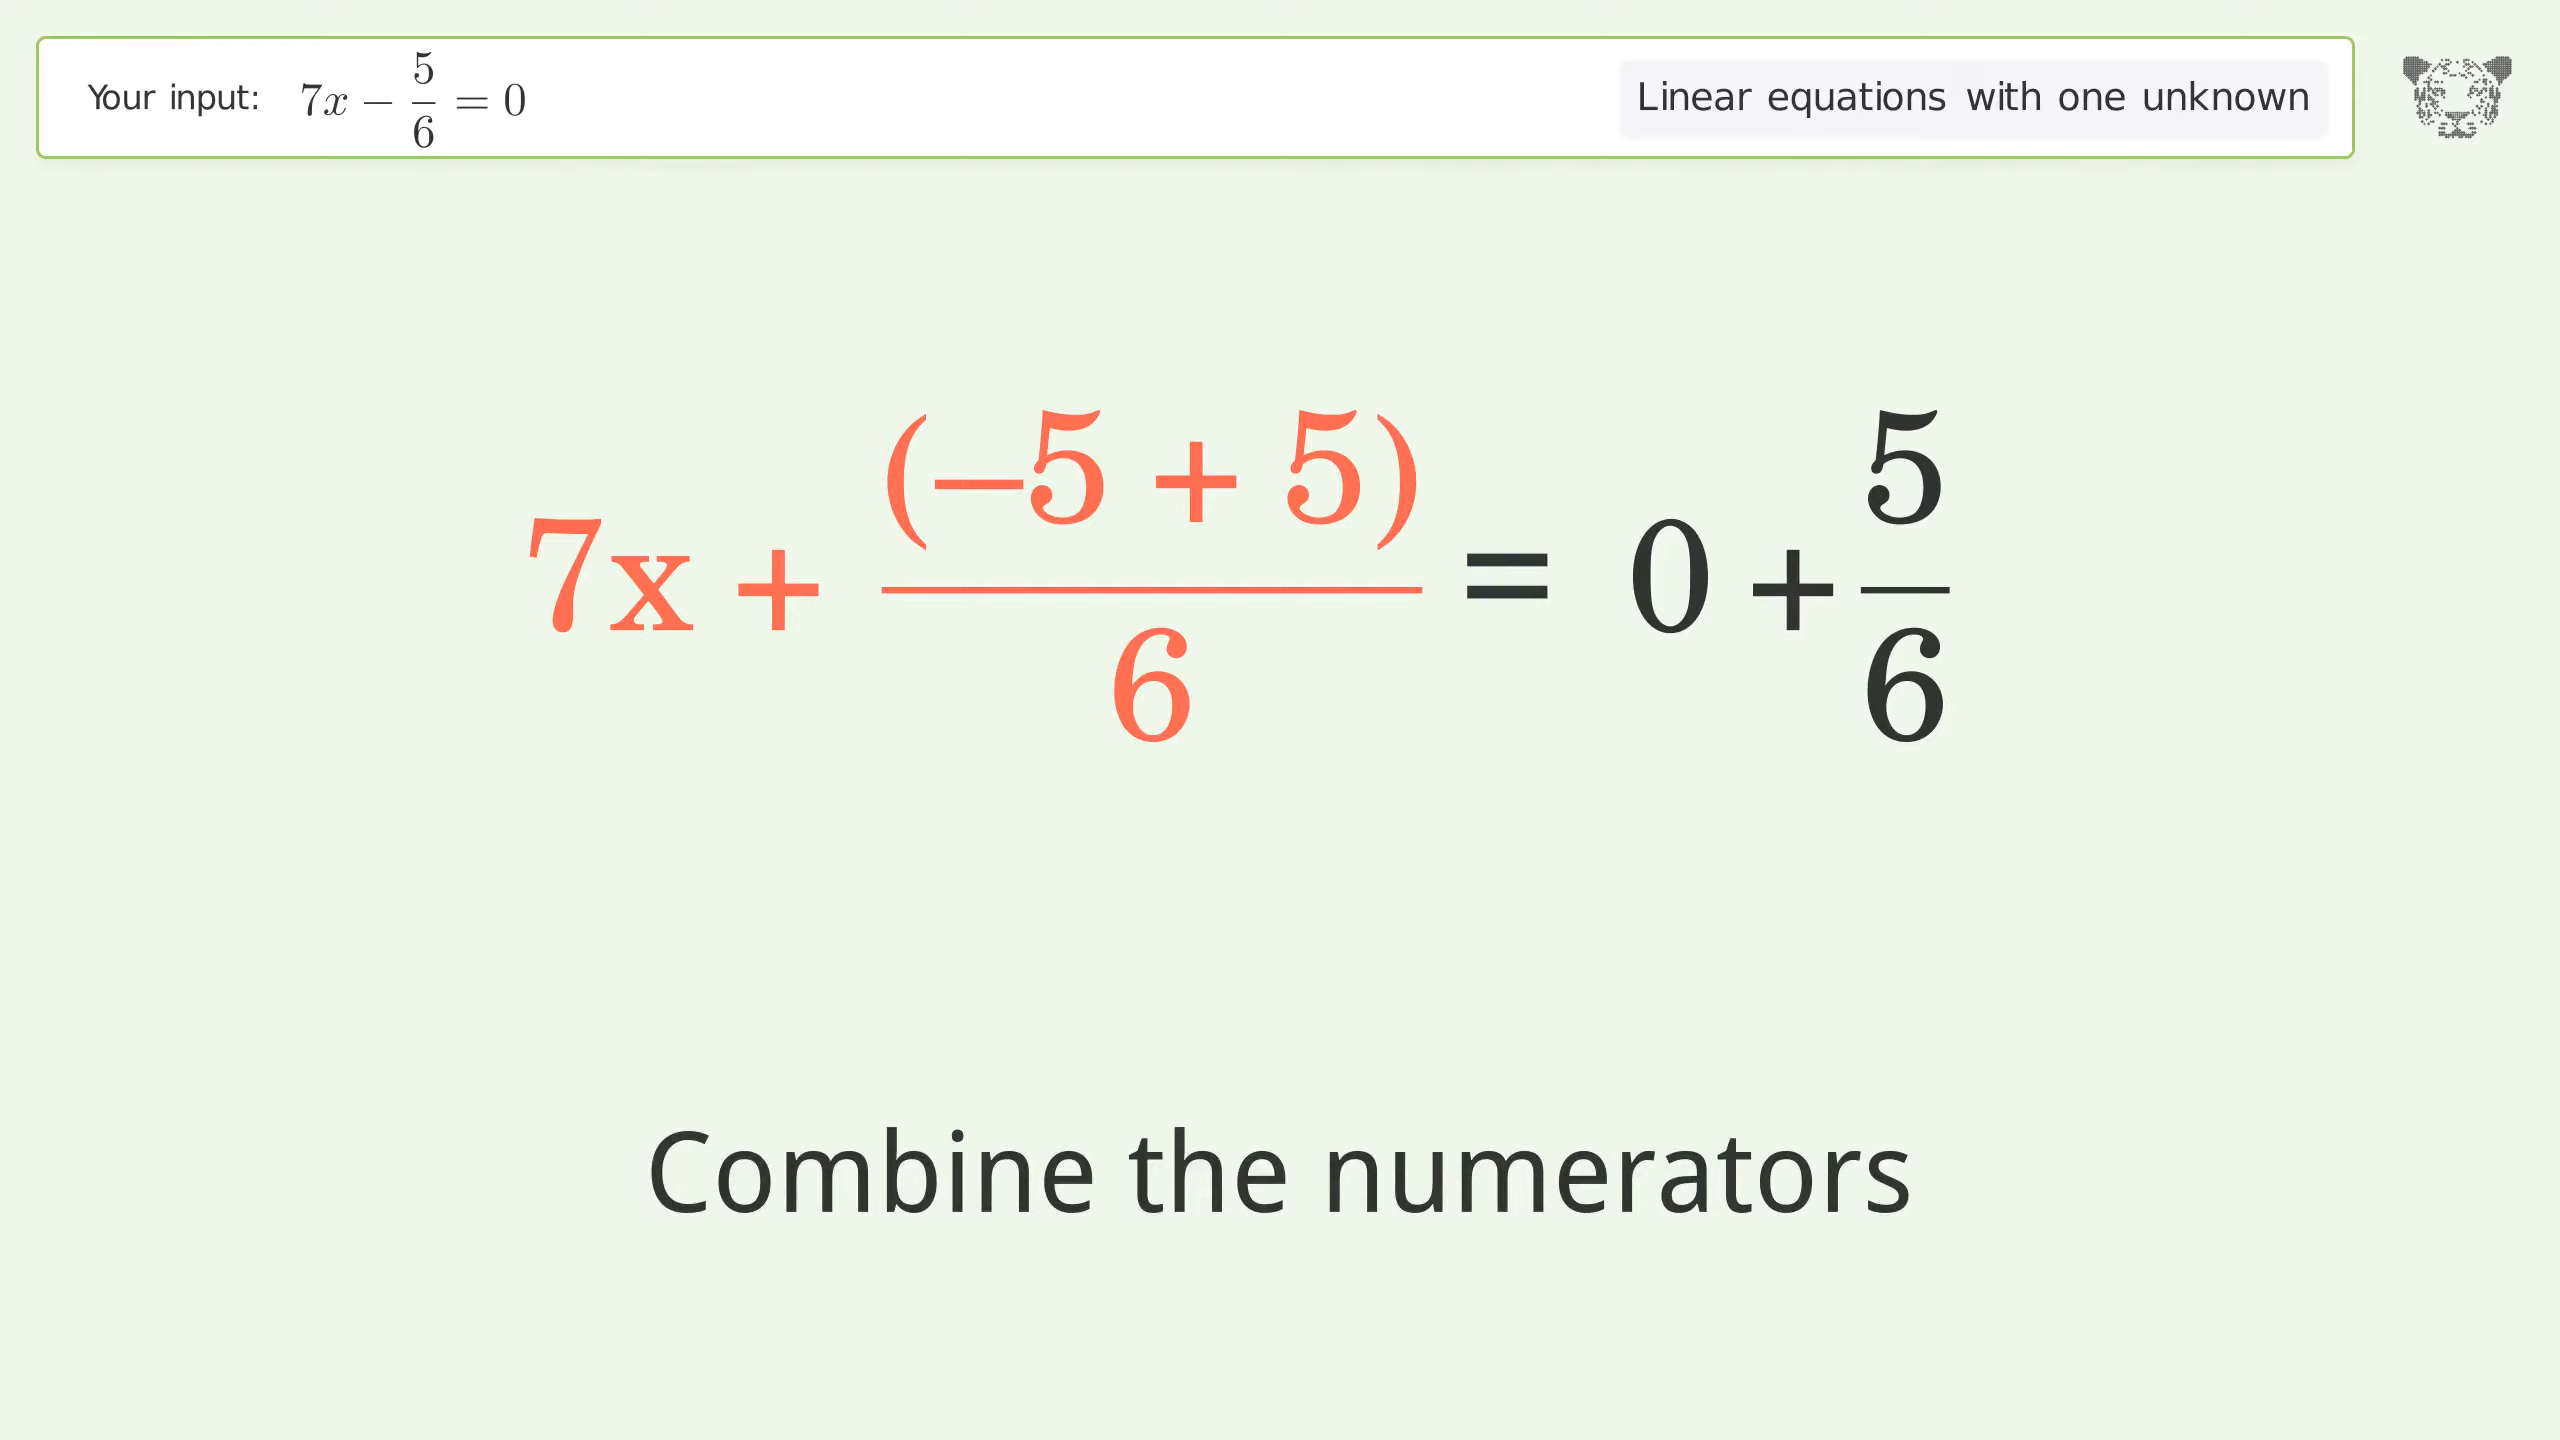 Your input: 7x − 5/6 = 0
Linear equations with one unknown
7x + (−5 + 5)/6 = 0 + 5/6
Combine the numerators